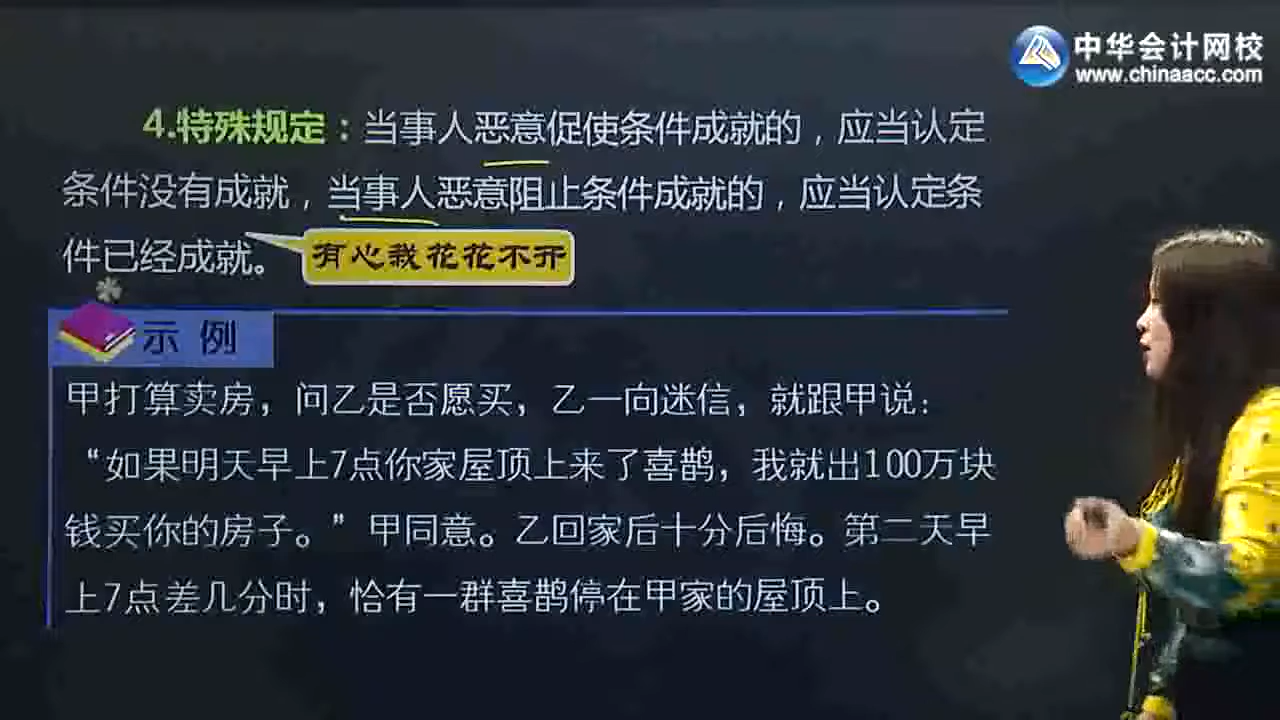 中华会计网校
www.chinaacc.com
4.特殊规定：当事人恶意促使条件成就的，应当认定
条件没有成就，当事人恶意阻止条件成就的，应当认定条
件已经成就。
有心栽花花不开
示 例
甲打算卖房，问乙是否愿买，乙一向迷信，就跟甲说：
“如果明天早上7点你家屋顶上来了喜鹊，我就出100万块
钱买你的房子。”甲同意。乙回家后十分后悔。第二天早
上7点差几分时，恰有一群喜鹊停在甲家的屋顶上。